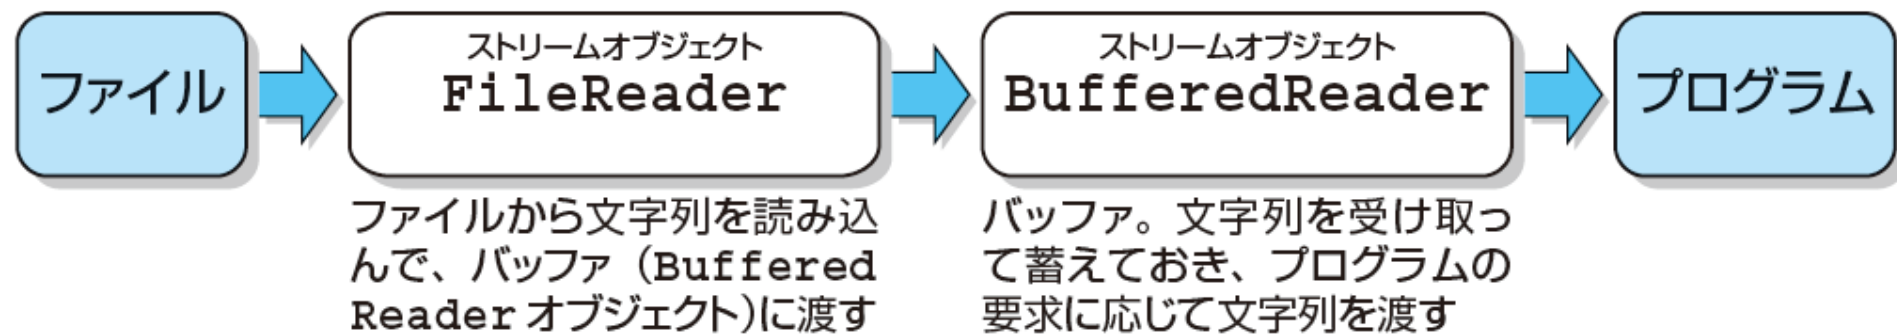 ファイル
ストリームオブジェクト
FileReader
ストリームオブジェクト
BufferedReader
プログラム
ファイルから文字列を読み込
んで、バッファ（Buffered
Reader オブジェクト）に渡す
バッファ。文字列を受け取っ
て蓄えておき、プログラムの
要求に応じて文字列を渡す